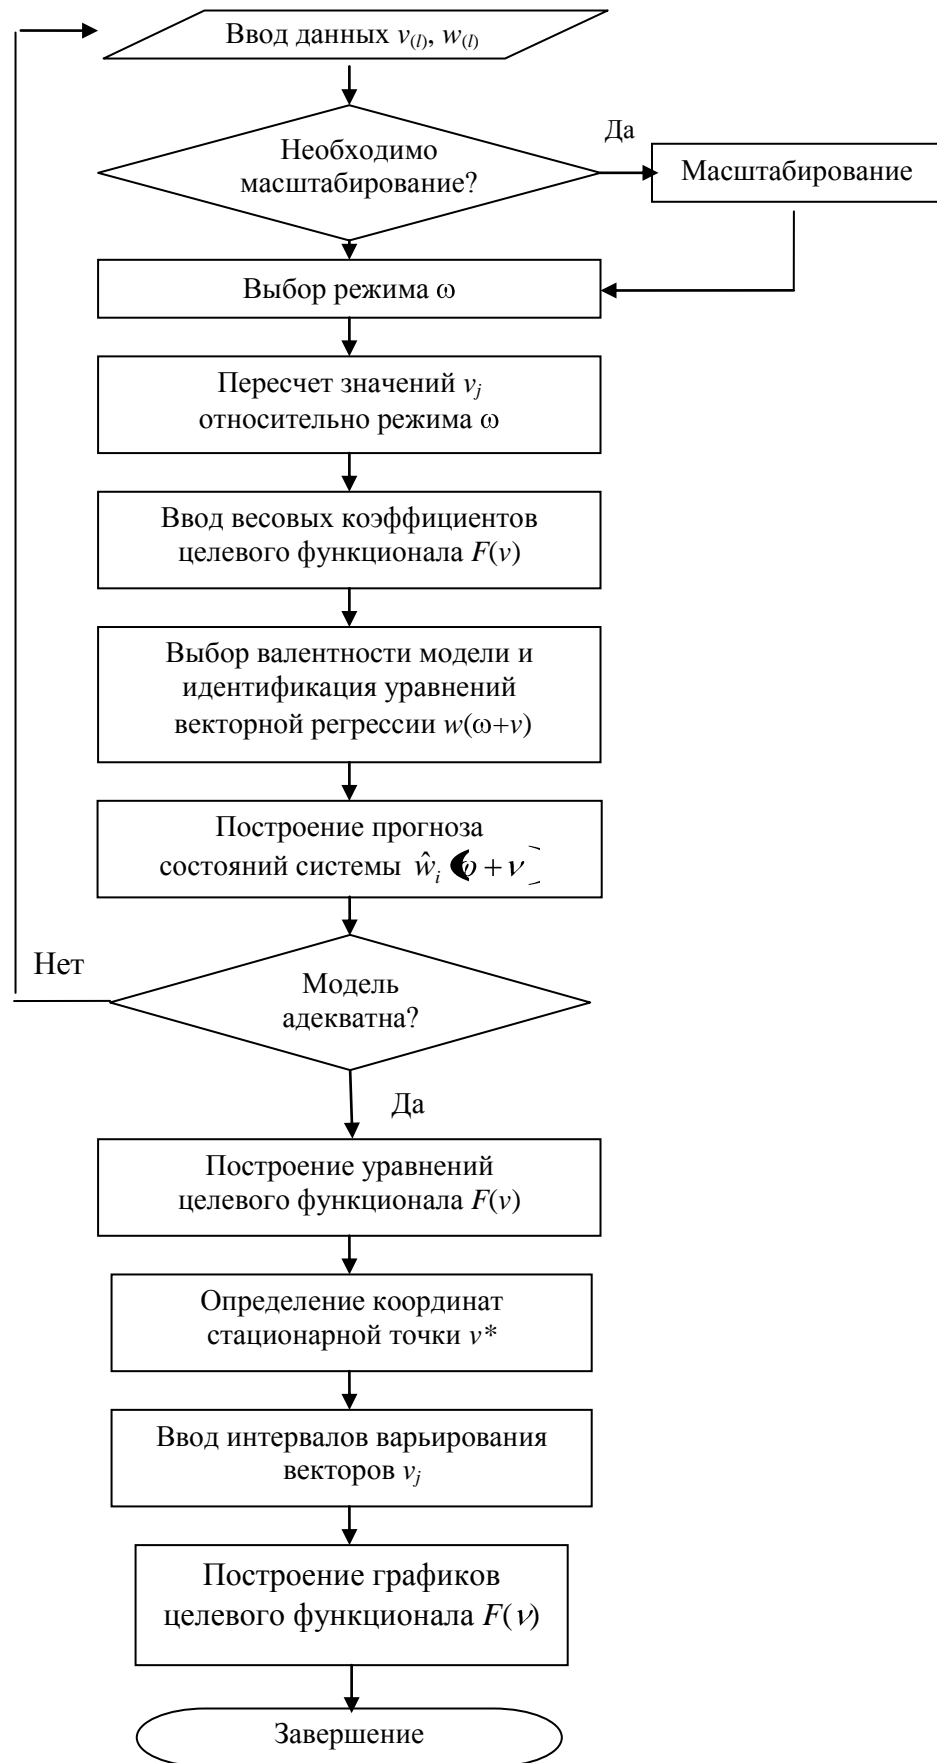 Ввод данных v(l), w(l)
Да
Необходимо
масштабирование?
Масштабирование
Выбор режима ω
Пересчет значений vj
относительно режима ω
Ввод весовых коэффициентов
целевого функционала F(v)
Выбор валентности модели и
идентификация уравнений
векторной регрессии w(ω+v)
Построение прогноза
состояний системы ŵi (ω + ν)
Нет
Модель
адекватна?
Да
Построение уравнений
целевого функционала F(v)
Определение координат
стационарной точки v*
Ввод интервалов варьирования
векторов vj
Построение графиков
целевого функционала F(ν)
Завершение